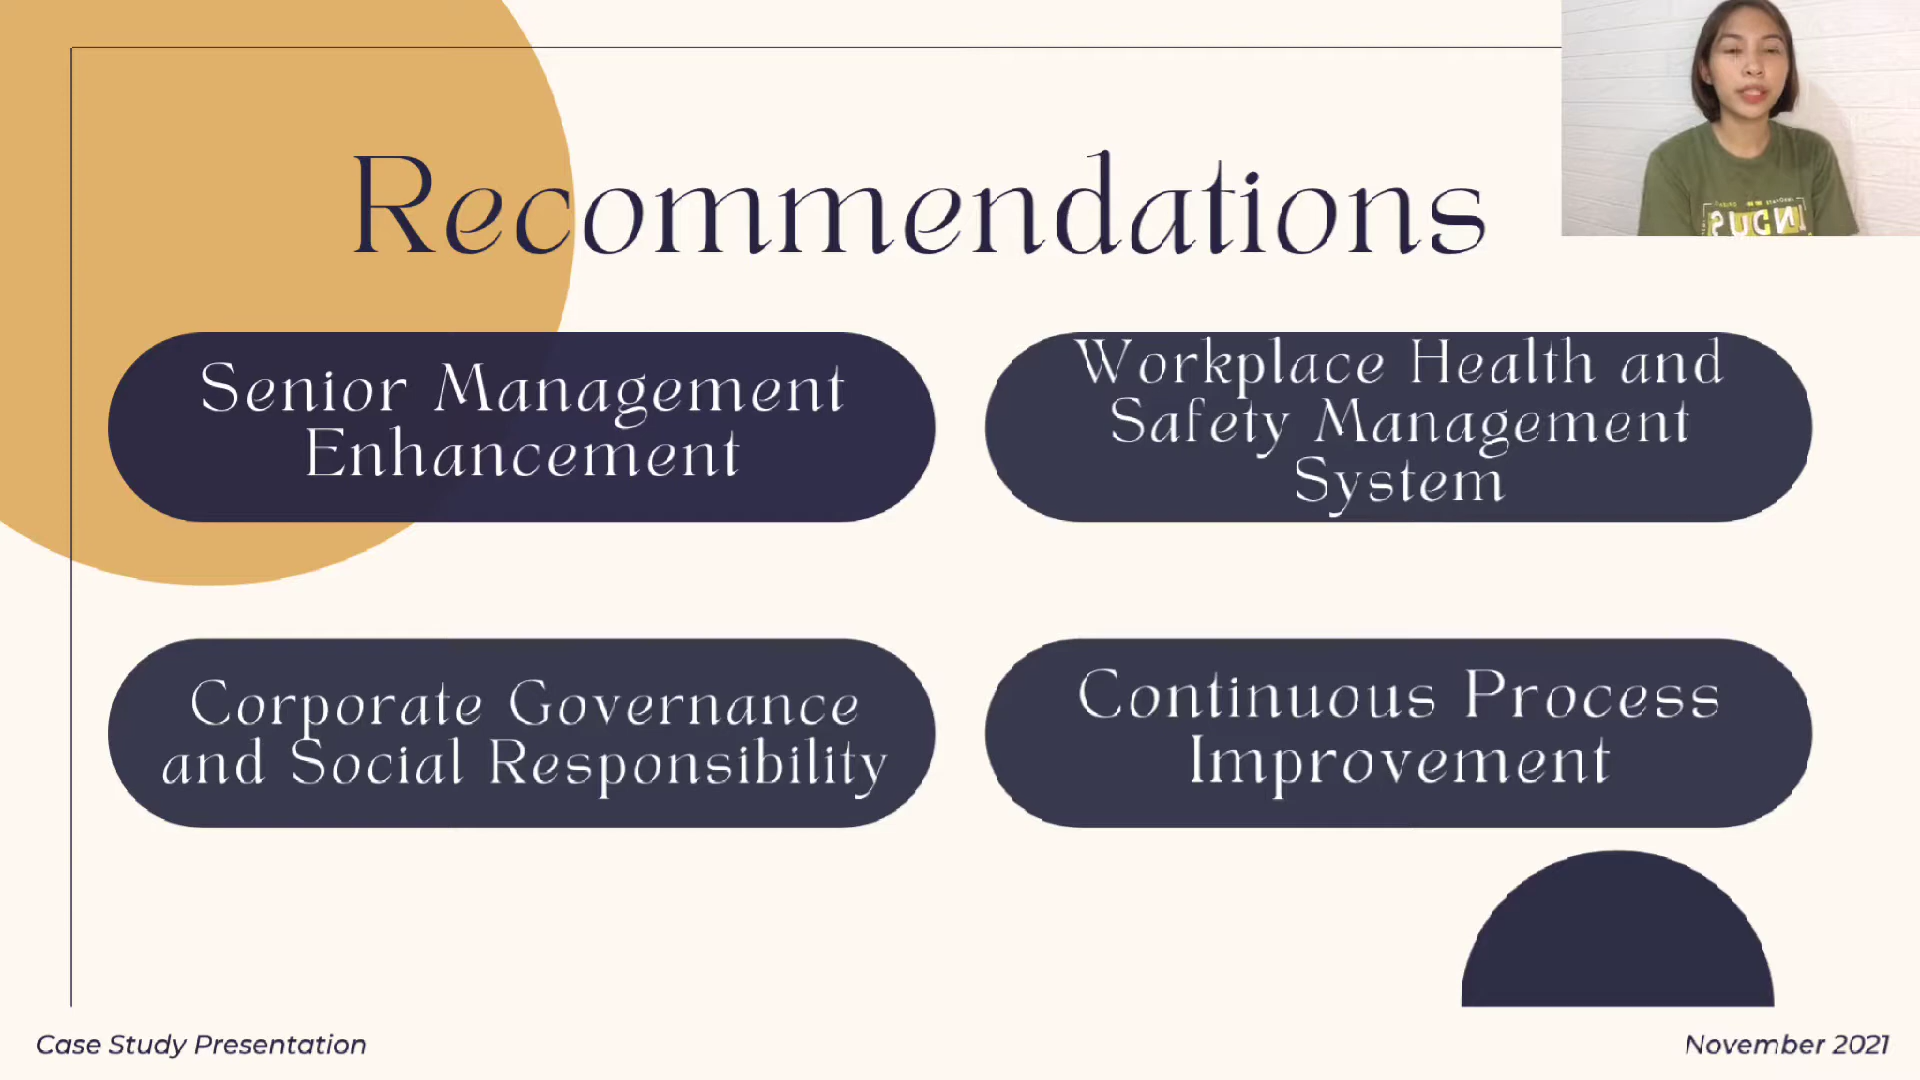 Recommendations
Senior Management
Enhancement
Workplace Health and
Safety Management
System
Corporate Governance
and Social Responsibility
Continuous Process
Improvement
Case Study Presentation
November 2021